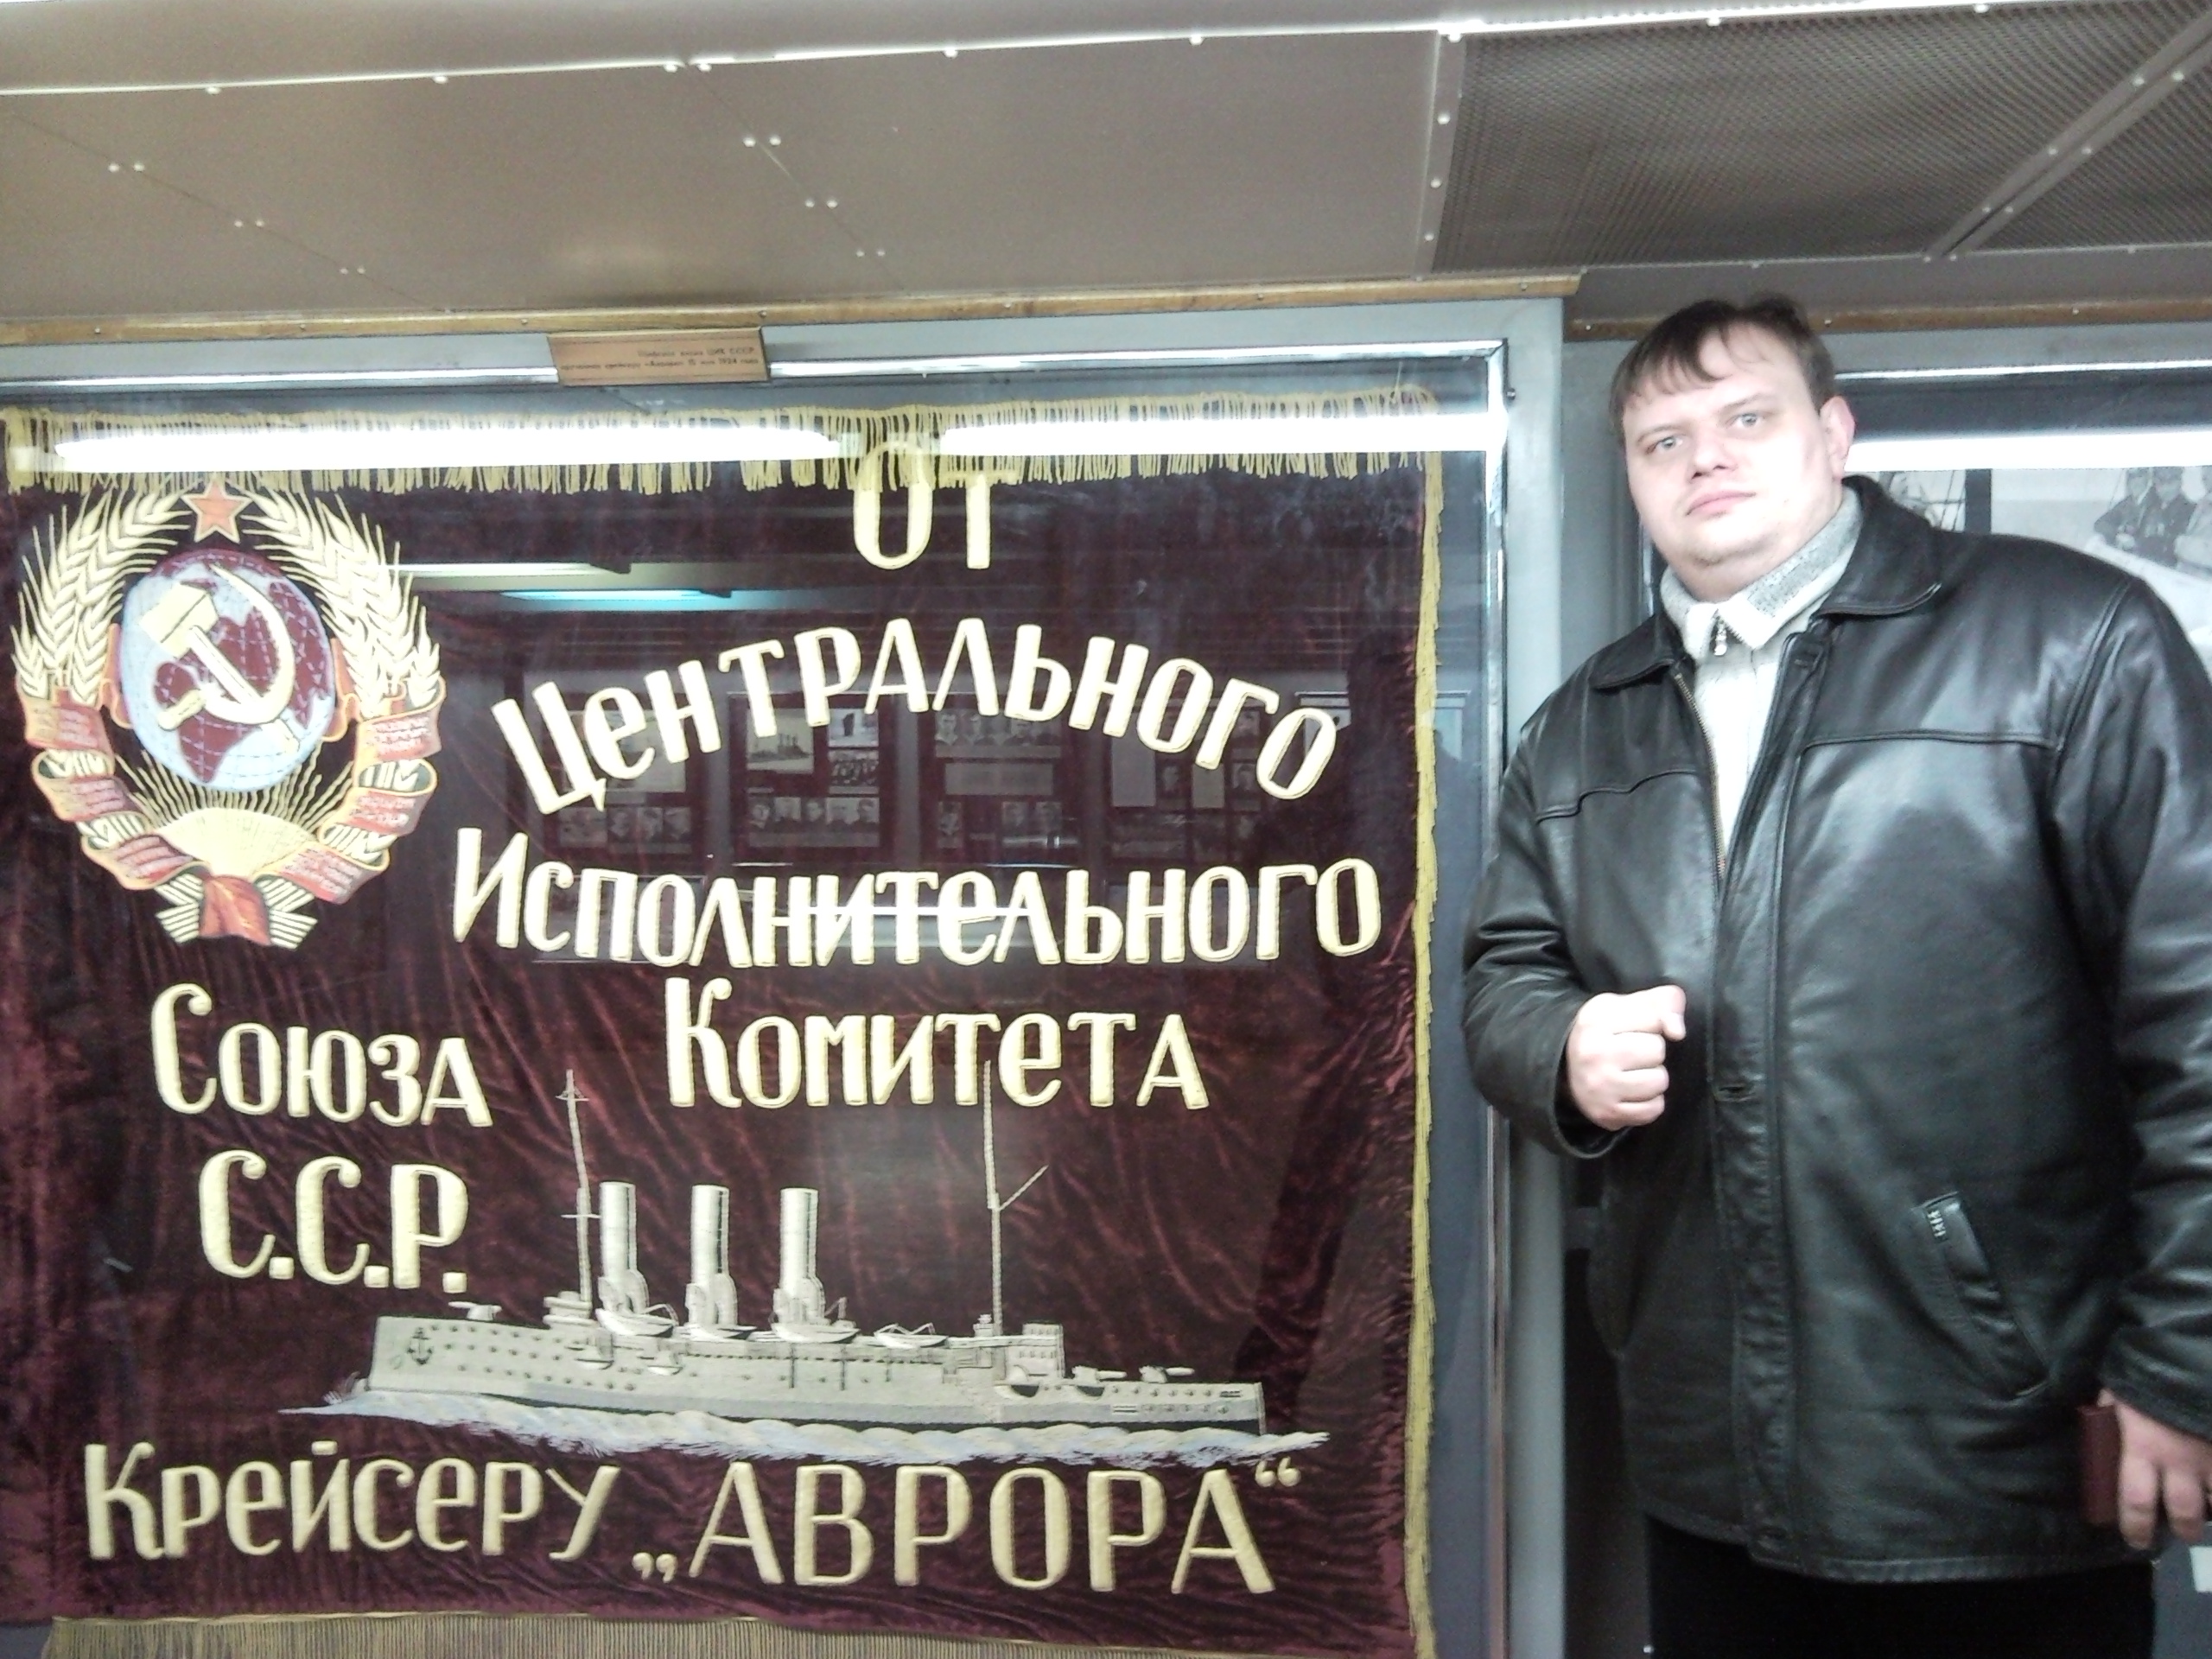 От
Центрального
Исполнительного
Комитета
Союза
С.С.Р.
Крейсеру „АВРОРА“